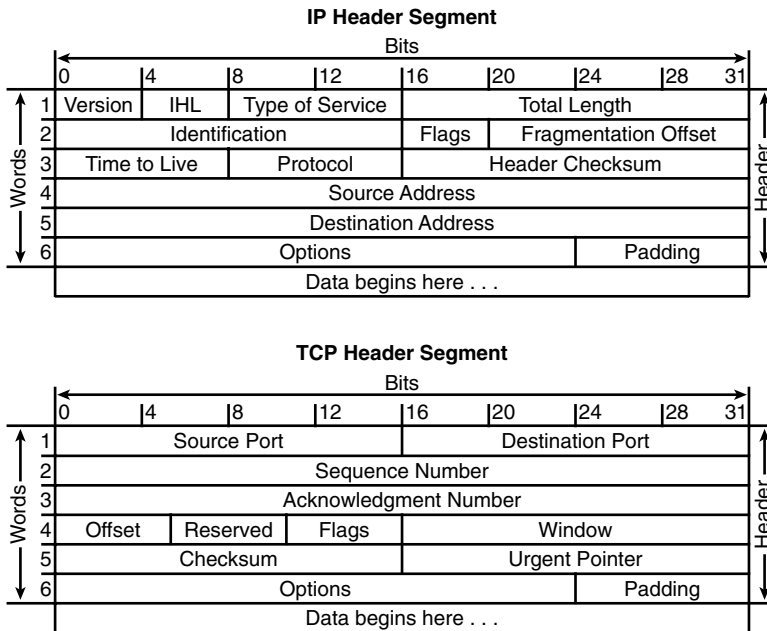 IP Header Segment
Bits
0 4 8 12 16 20 24 28 31
1 Version IHL Type of Service Total Length
2 Identification Flags Fragmentation Offset
3 Time to Live Protocol Header Checksum
4 Source Address
5 Destination Address
6 Options Padding
Data begins here . . .
Words
Header
TCP Header Segment
Bits
0 4 8 12 16 20 24 28 31
1 Source Port Destination Port
2 Sequence Number
3 Acknowledgment Number
4 Offset Reserved Flags Window
5 Checksum Urgent Pointer
6 Options Padding
Data begins here . . .
Words
Header